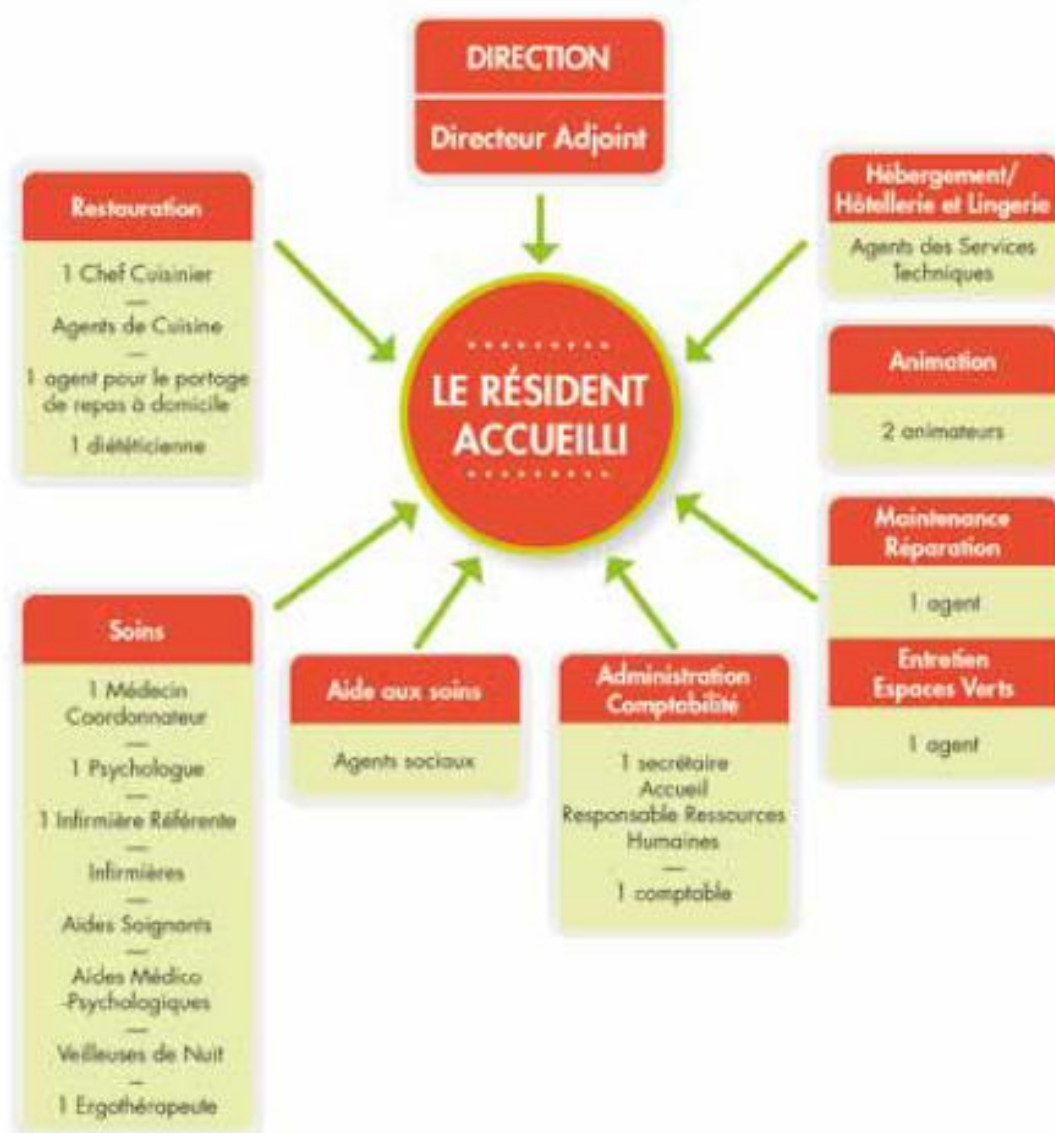 DIRECTION
Directeur Adjoint
Restauration
1 Chef Cuisinier
—
Agents de Cuisine
—
1 agent pour le portage
de repas à domicile
1 diététicienne
Hébergement/
Hôtellerie et Lingerie
Agents des Services
Techniques
Animation
2 animateurs
LE RÉSIDENT
ACCUEILLI
Maintenance
Réparation
1 agent
Entretien
Espaces Verts
1 agent
Soins
1 Médecin
Coordonnateur
—
1 Psychologue
—
1 Infirmière Référente
—
Infirmières
—
Aides Soignants
—
Aides Médico
-Psychologiques
—
Veilleuses de Nuit
—
1 Ergothérapeute
Aide aux soins
Agents sociaux
Administration
Comptabilité
1 secrétaire
Accueil
Responsable Ressources
Humaines
—
1 comptable